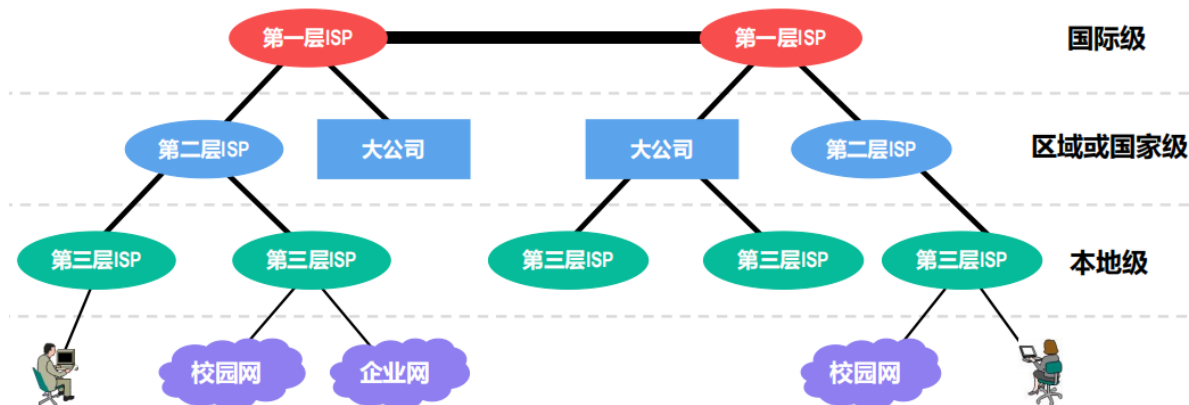 第一层ISP
第一层ISP
国际级
第二层ISP
大公司
大公司
第二层ISP
区域或国家级
第三层ISP
第三层ISP
第三层ISP
第三层ISP
第三层ISP
本地级
校园网
企业网
校园网